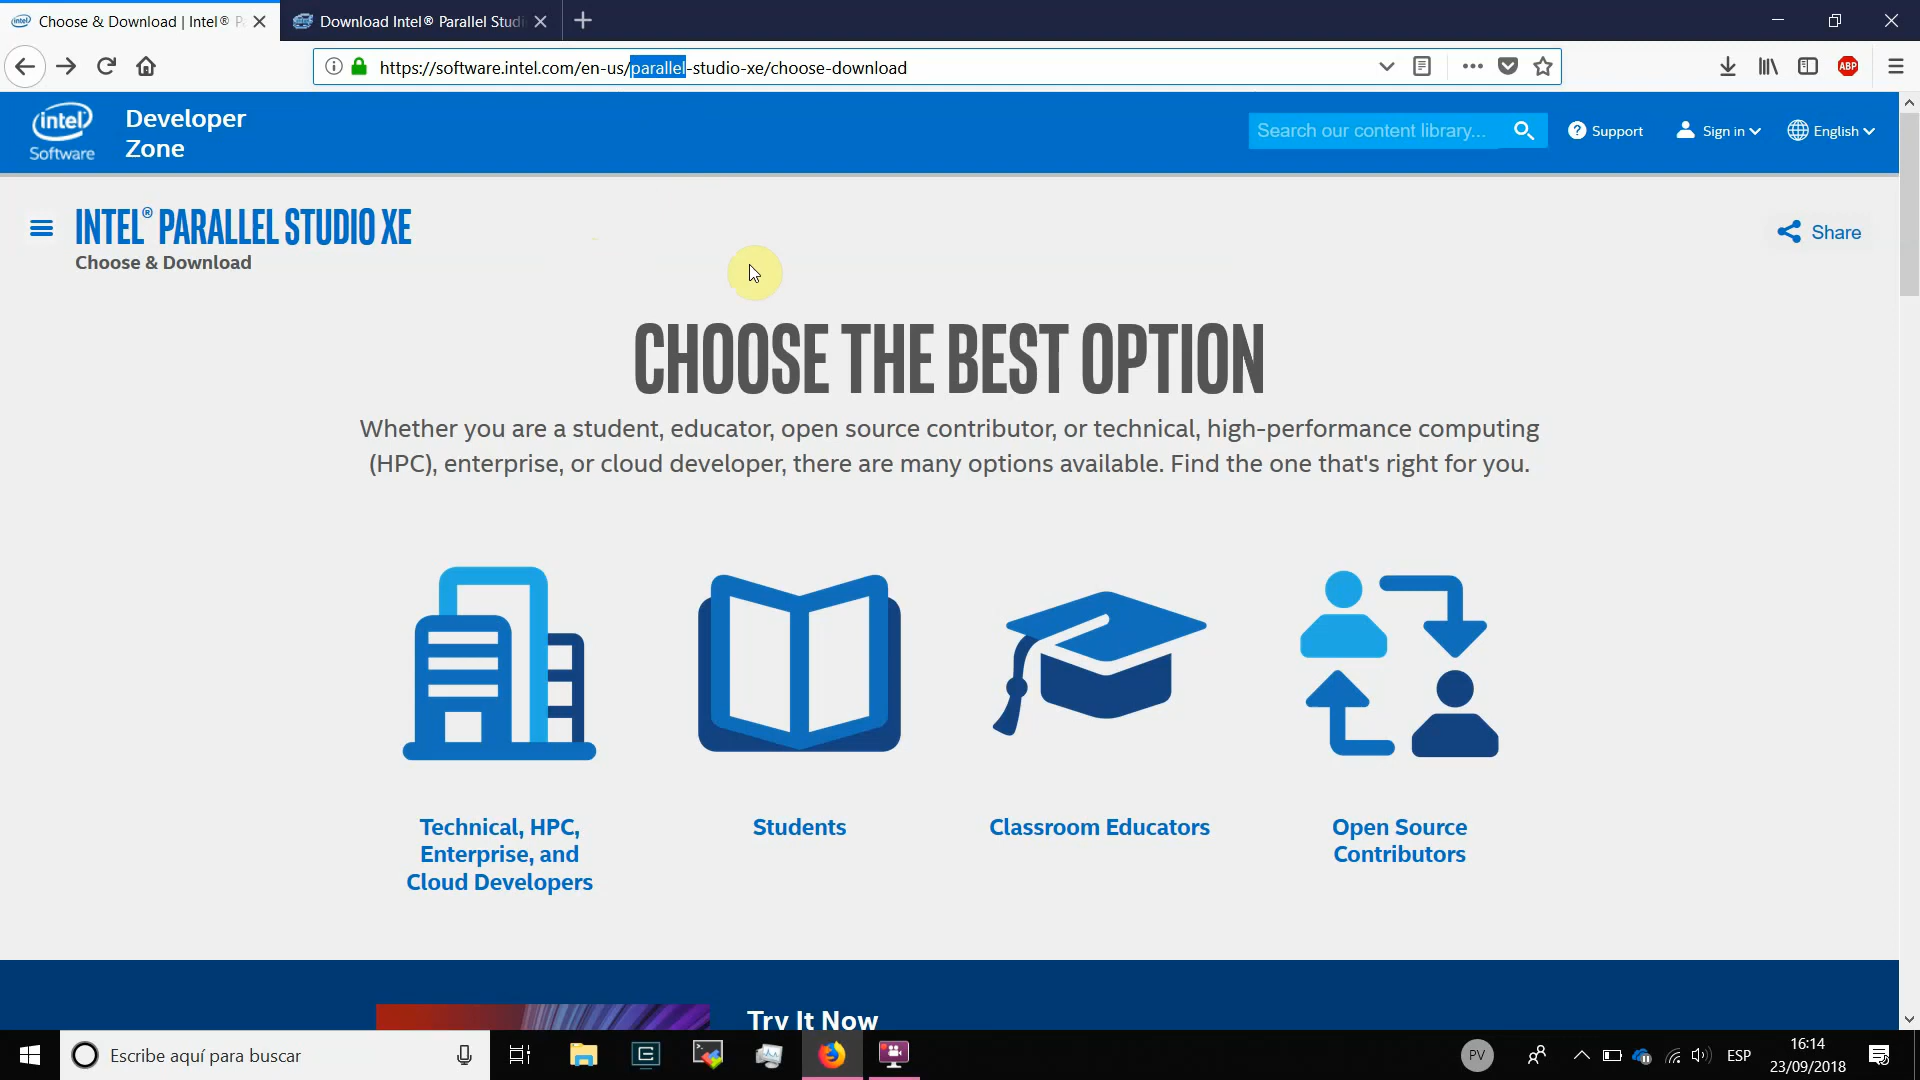 Choose & Download | Intel® P
Download Intel® Parallel Studi
https://software.intel.com/en-us/parallel-studio-xe/choose-download
ABP
intel
Software
Developer
Zone
Search our content library...
Support
Sign in
English
INTEL® PARALLEL STUDIO XE
Choose & Download
Share
CHOOSE THE BEST OPTION
Whether you are a student, educator, open source contributor, or technical, high-performance computing
(HPC), enterprise, or cloud developer, there are many options available. Find the one that's right for you.
Technical, HPC,
Enterprise, and
Cloud Developers
Students
Classroom Educators
Open Source
Contributors
Try It Now
Escribe aquí para buscar
PV
ESP
16:14
23/09/2018